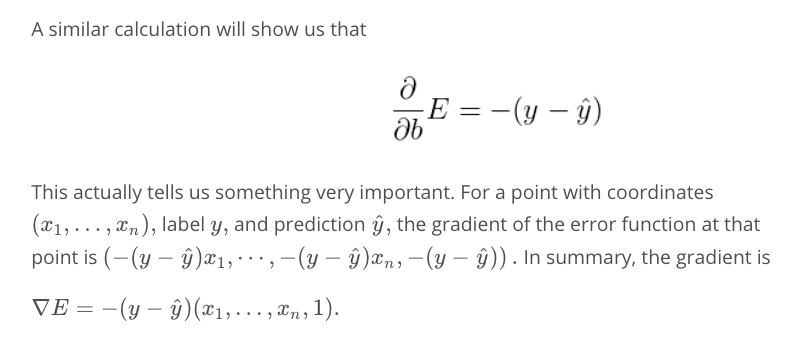 A similar calculation will show us that
∂/∂b E = −(y − ŷ)
This actually tells us something very important. For a point with coordinates
(x₁, . . . , xₙ), label y, and prediction ŷ, the gradient of the error function at that
point is (−(y − ŷ)x₁, · · · , −(y − ŷ)xₙ, −(y − ŷ)). In summary, the gradient is
∇E = −(y − ŷ)(x₁, . . . , xₙ, 1).